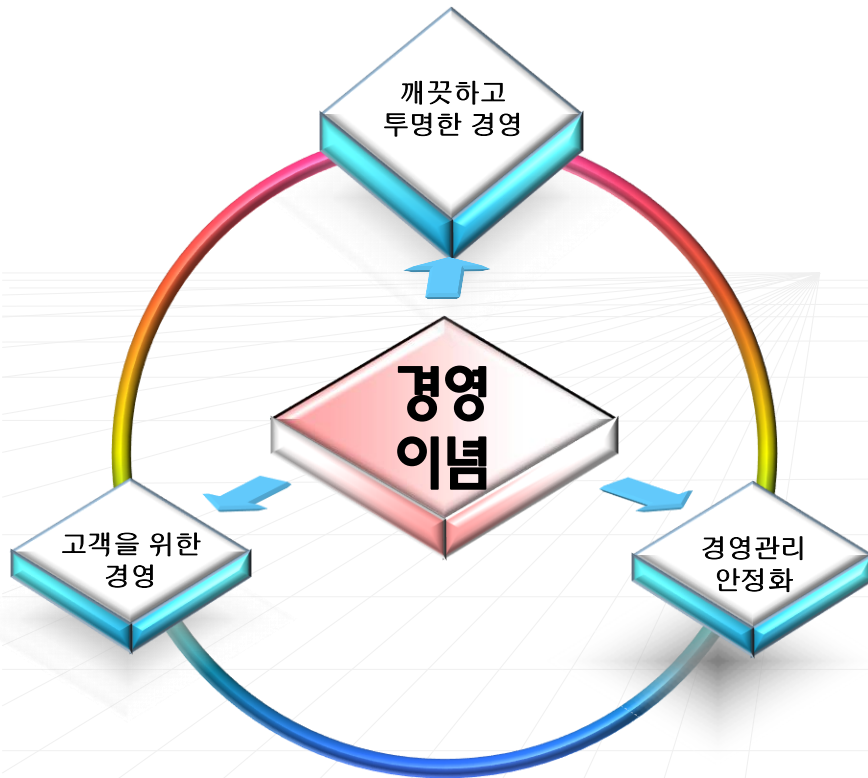 깨끗하고
투명한 경영
경영
이념
고객을 위한
경영
경영관리
안정화